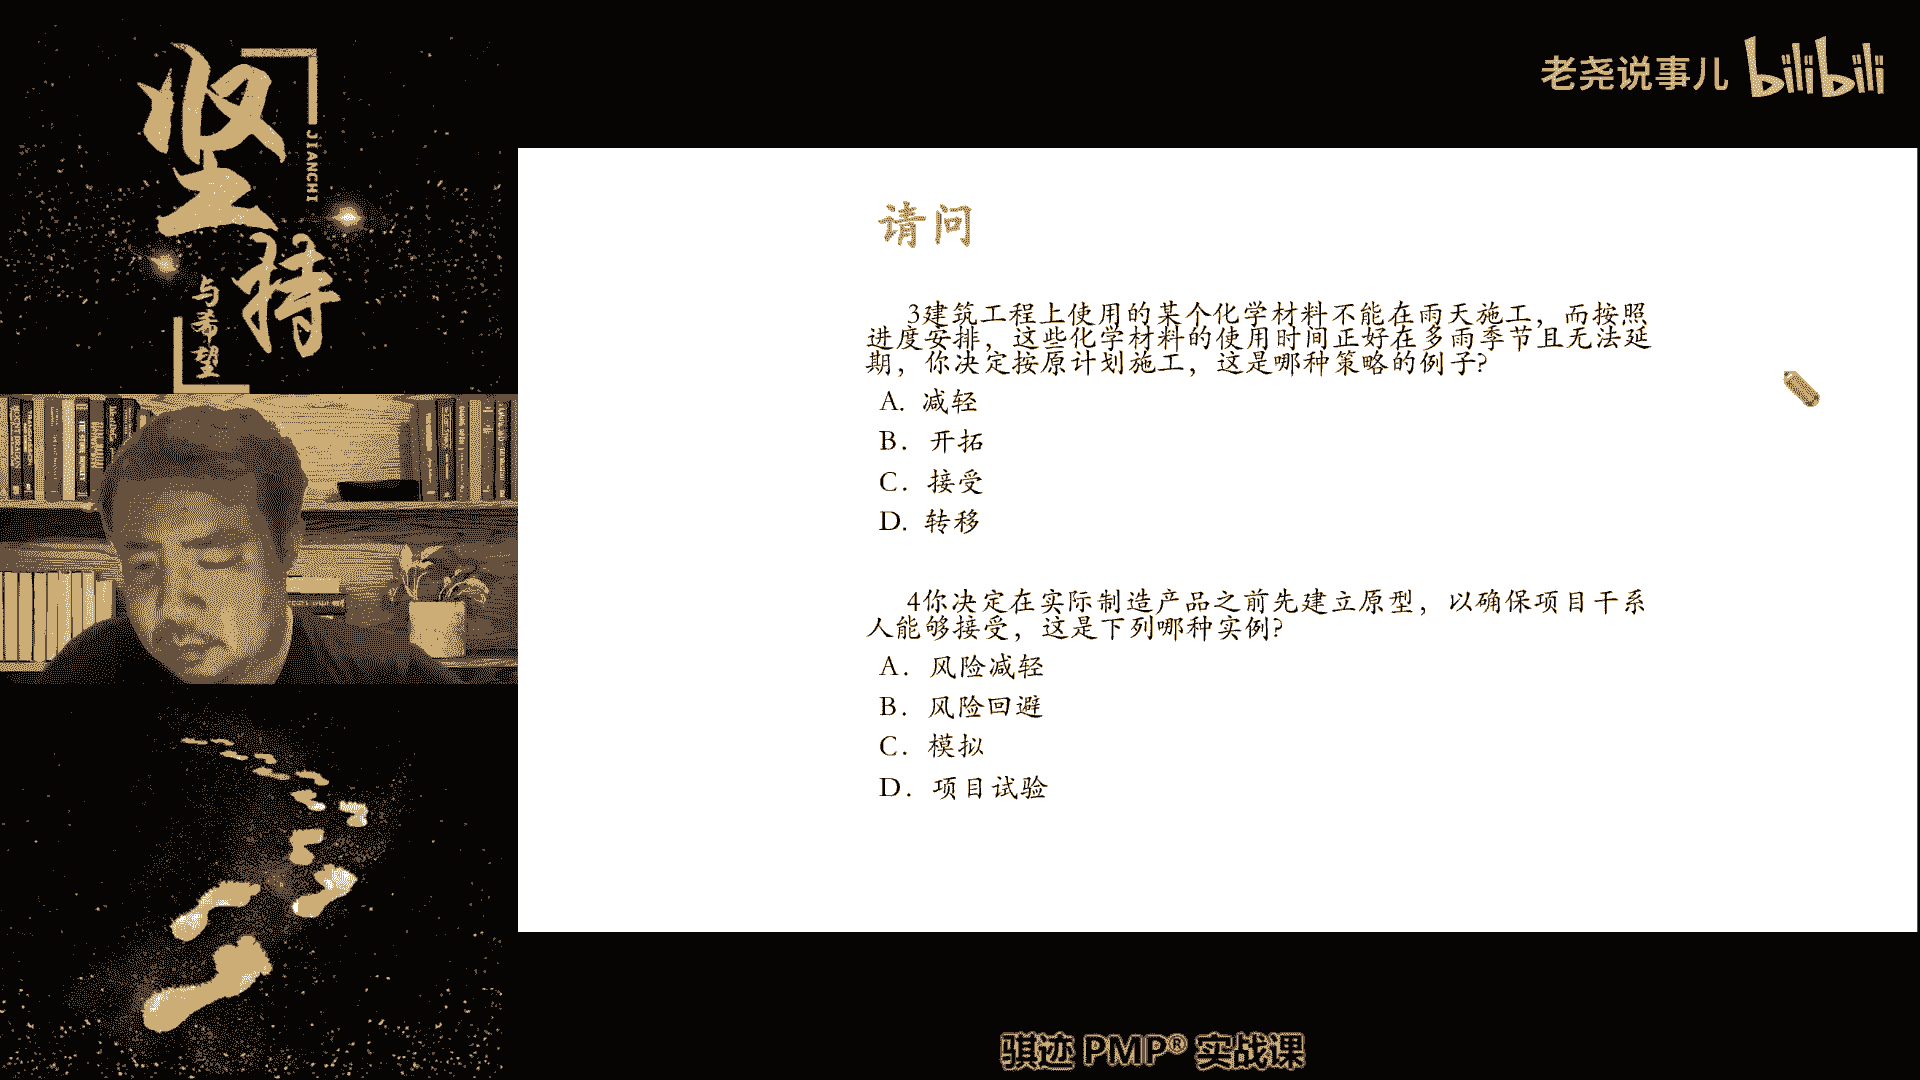 坚持
JIANCHI
与希望
老尧说事儿 bilibili
请问
3建筑工程上使用的某个化学材料不能在雨天施工，而按照
进度安排，这些化学材料的使用时间正好在多雨季节且无法延
期，你决定按原计划施工，这是哪种策略的例子?
A. 减轻
B. 开拓
C. 接受
D. 转移
4你决定在实际制造产品之前先建立原型，以确保项目干系
人能够接受，这是下列哪种实例?
A. 风险减轻
B. 风险回避
C. 模拟
D. 项目试验
骐迹 PMP® 实战课